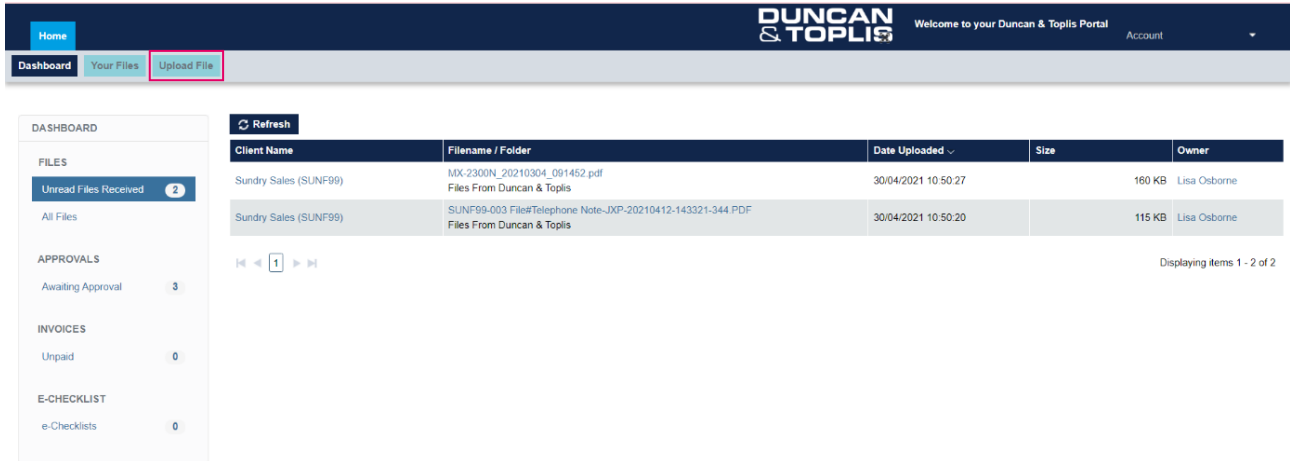 DUNCAN
& TOPLIS
Welcome to your Duncan & Toplis Portal
Account
Home
Dashboard
Your Files
Upload File
DASHBOARD
FILES
Unread Files Received 2
All Files
APPROVALS
Awaiting Approval 3
INVOICES
Unpaid 0
E-CHECKLIST
e-Checklists 0
Refresh
Client Name Filename / Folder Date Uploaded Size Owner
Sundry Sales (SUNF99) MX-2300N_20210304_091452.pdf 30/04/2021 10:50:27 160 KB Lisa Osborne
Files From Duncan & Toplis
Sundry Sales (SUNF99) SUNF99-003 File#Telephone Note-JXP-20210412-143321-344.PDF 30/04/2021 10:50:20 115 KB Lisa Osborne
Files From Duncan & Toplis
1
Displaying items 1 - 2 of 2